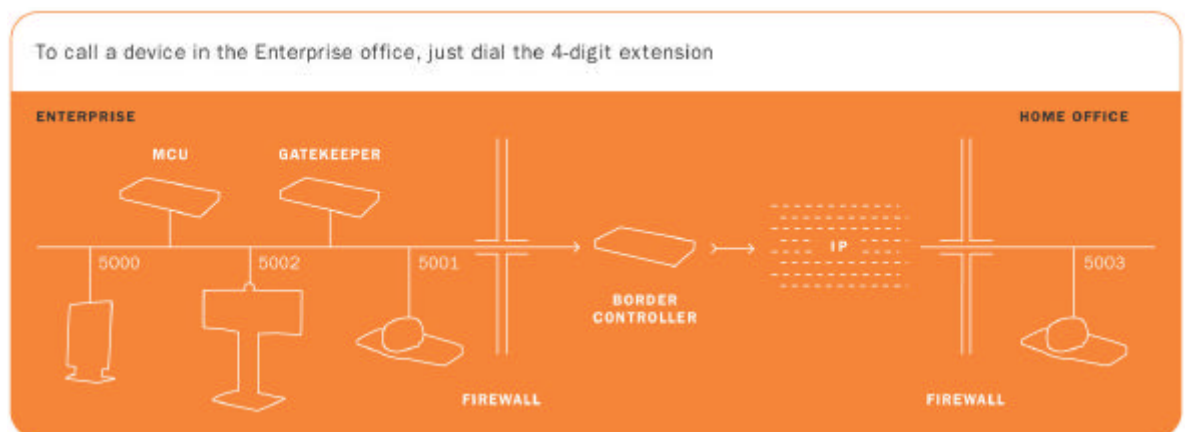 To call a device in the Enterprise office, just dial the 4-digit extension
ENTERPRISE
HOME OFFICE
MCU
GATEKEEPER
5000
5002
5001
IP
5003
BORDER
CONTROLLER
FIREWALL
FIREWALL